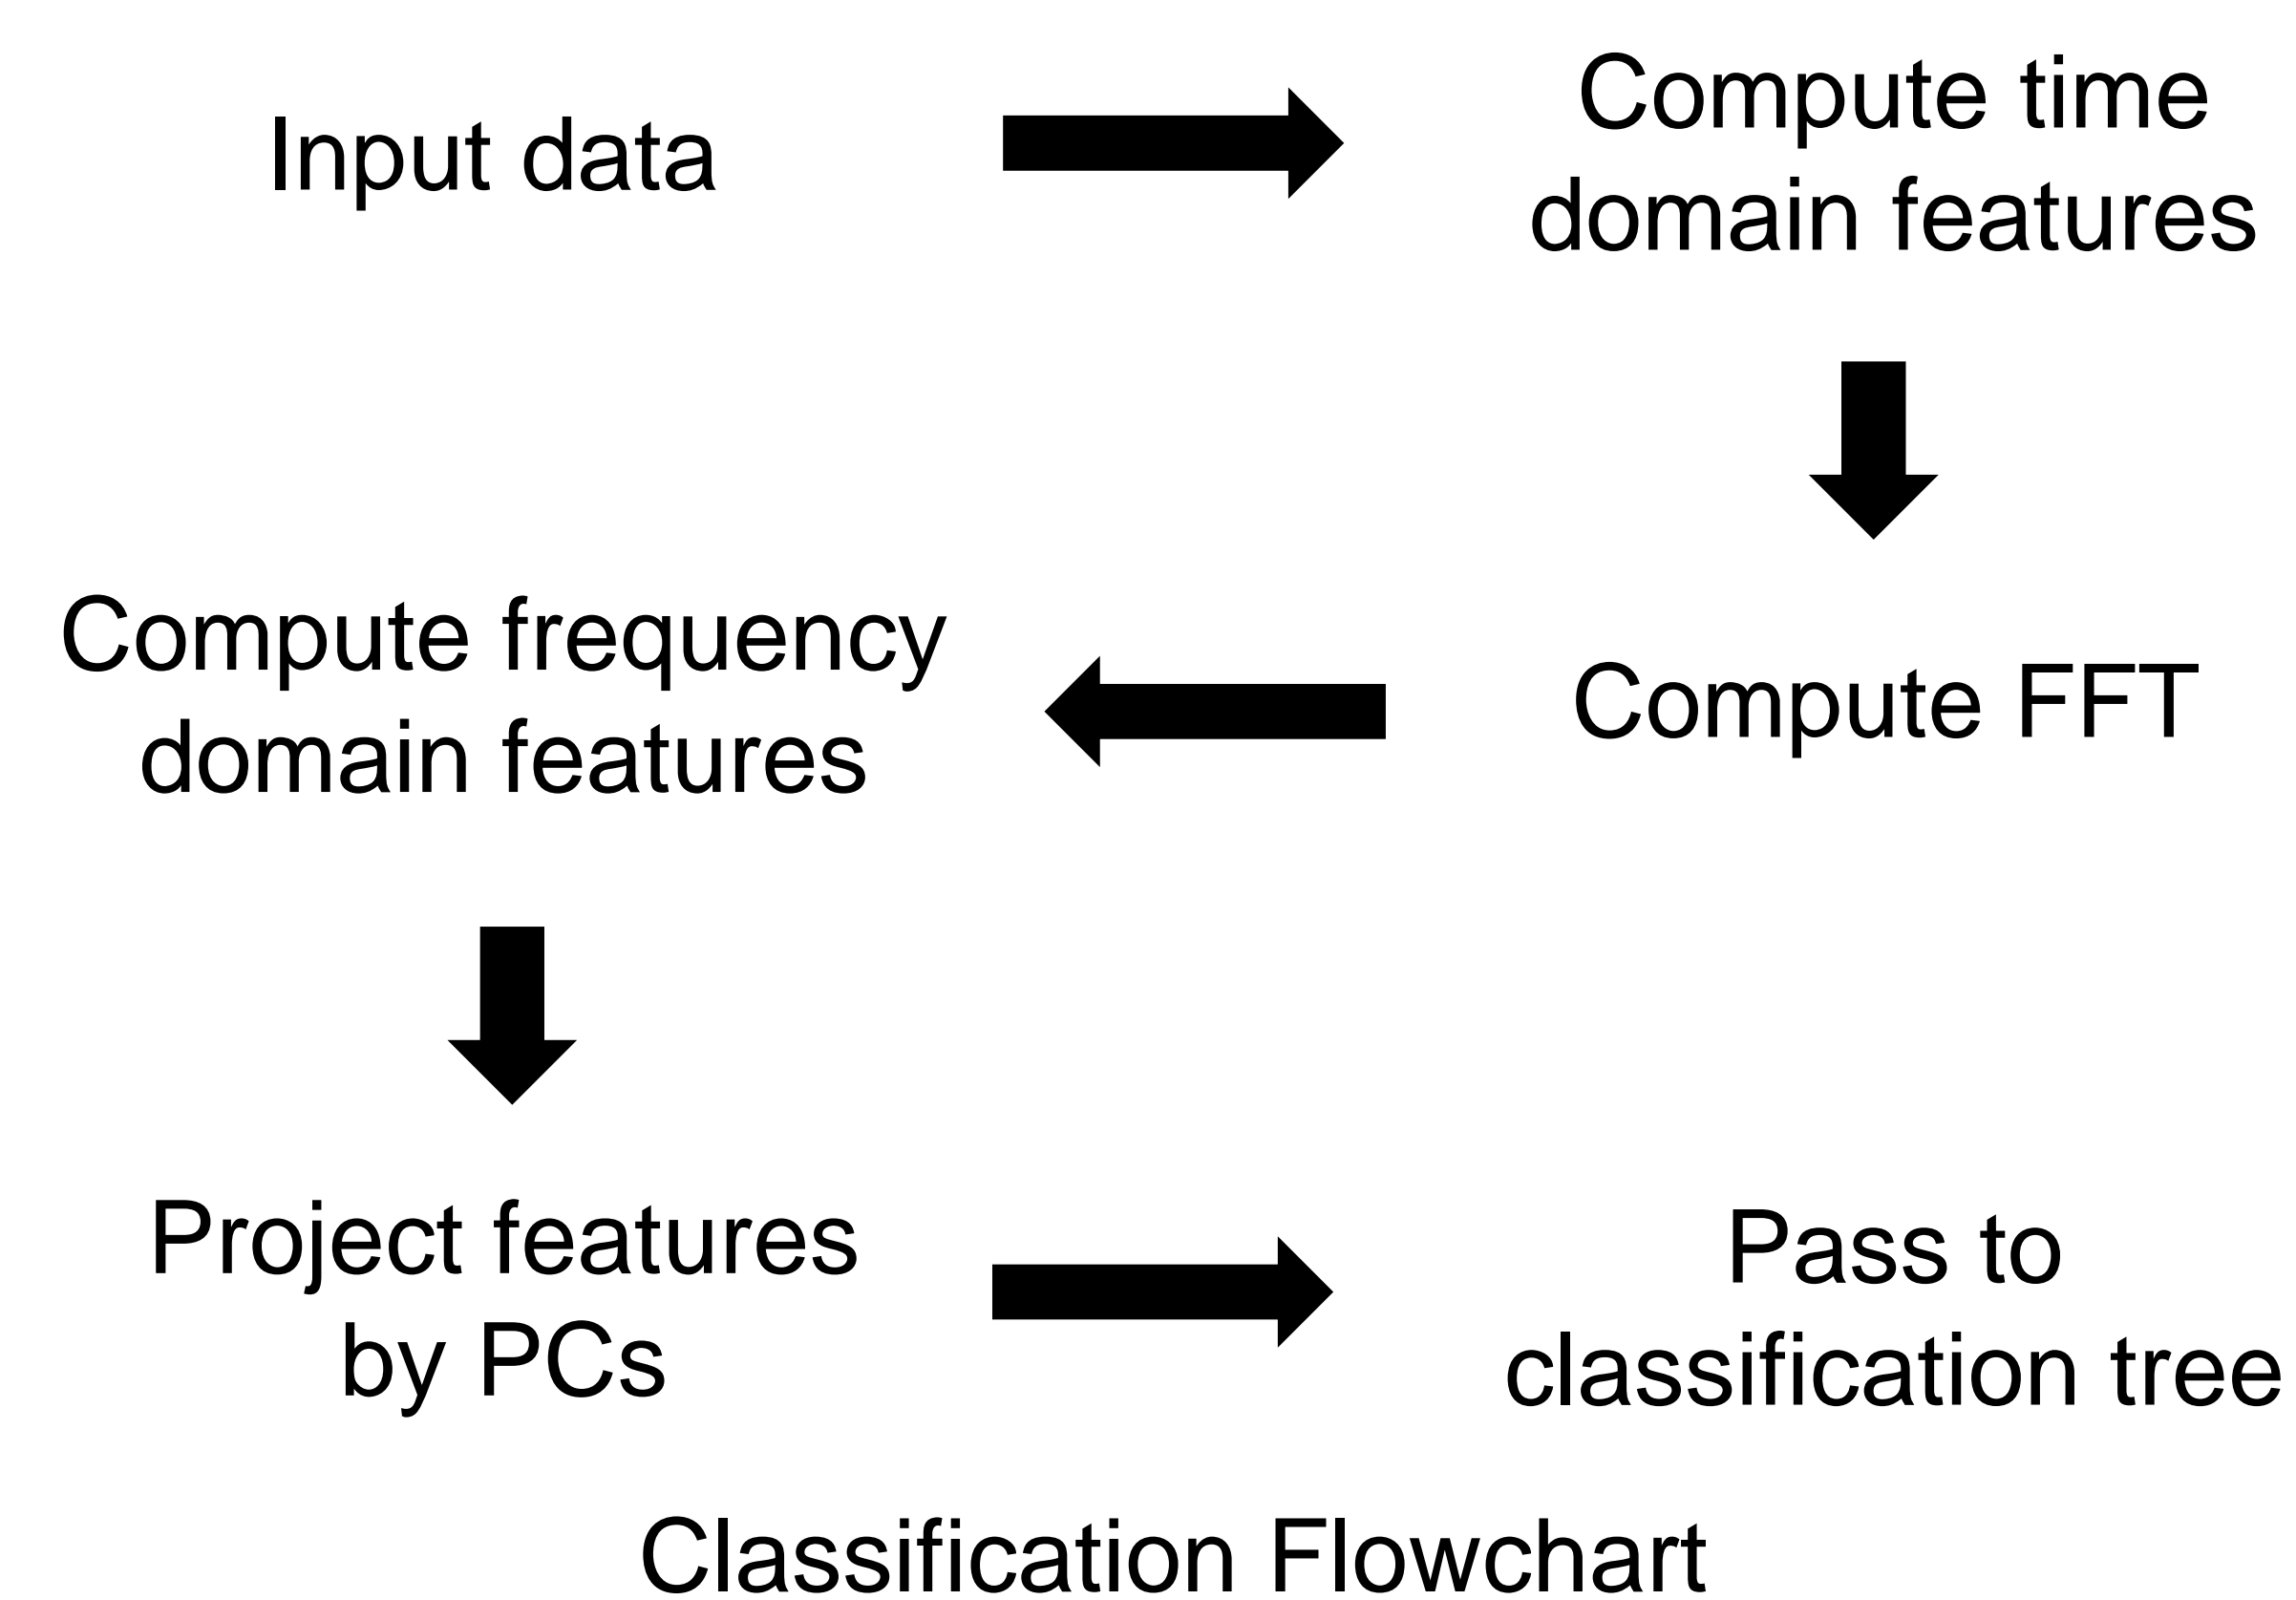 Input data
Compute time
domain features
Compute frequency
domain features
Compute FFT
Project features
by PCs
Pass to
classification tree
Classification Flowchart